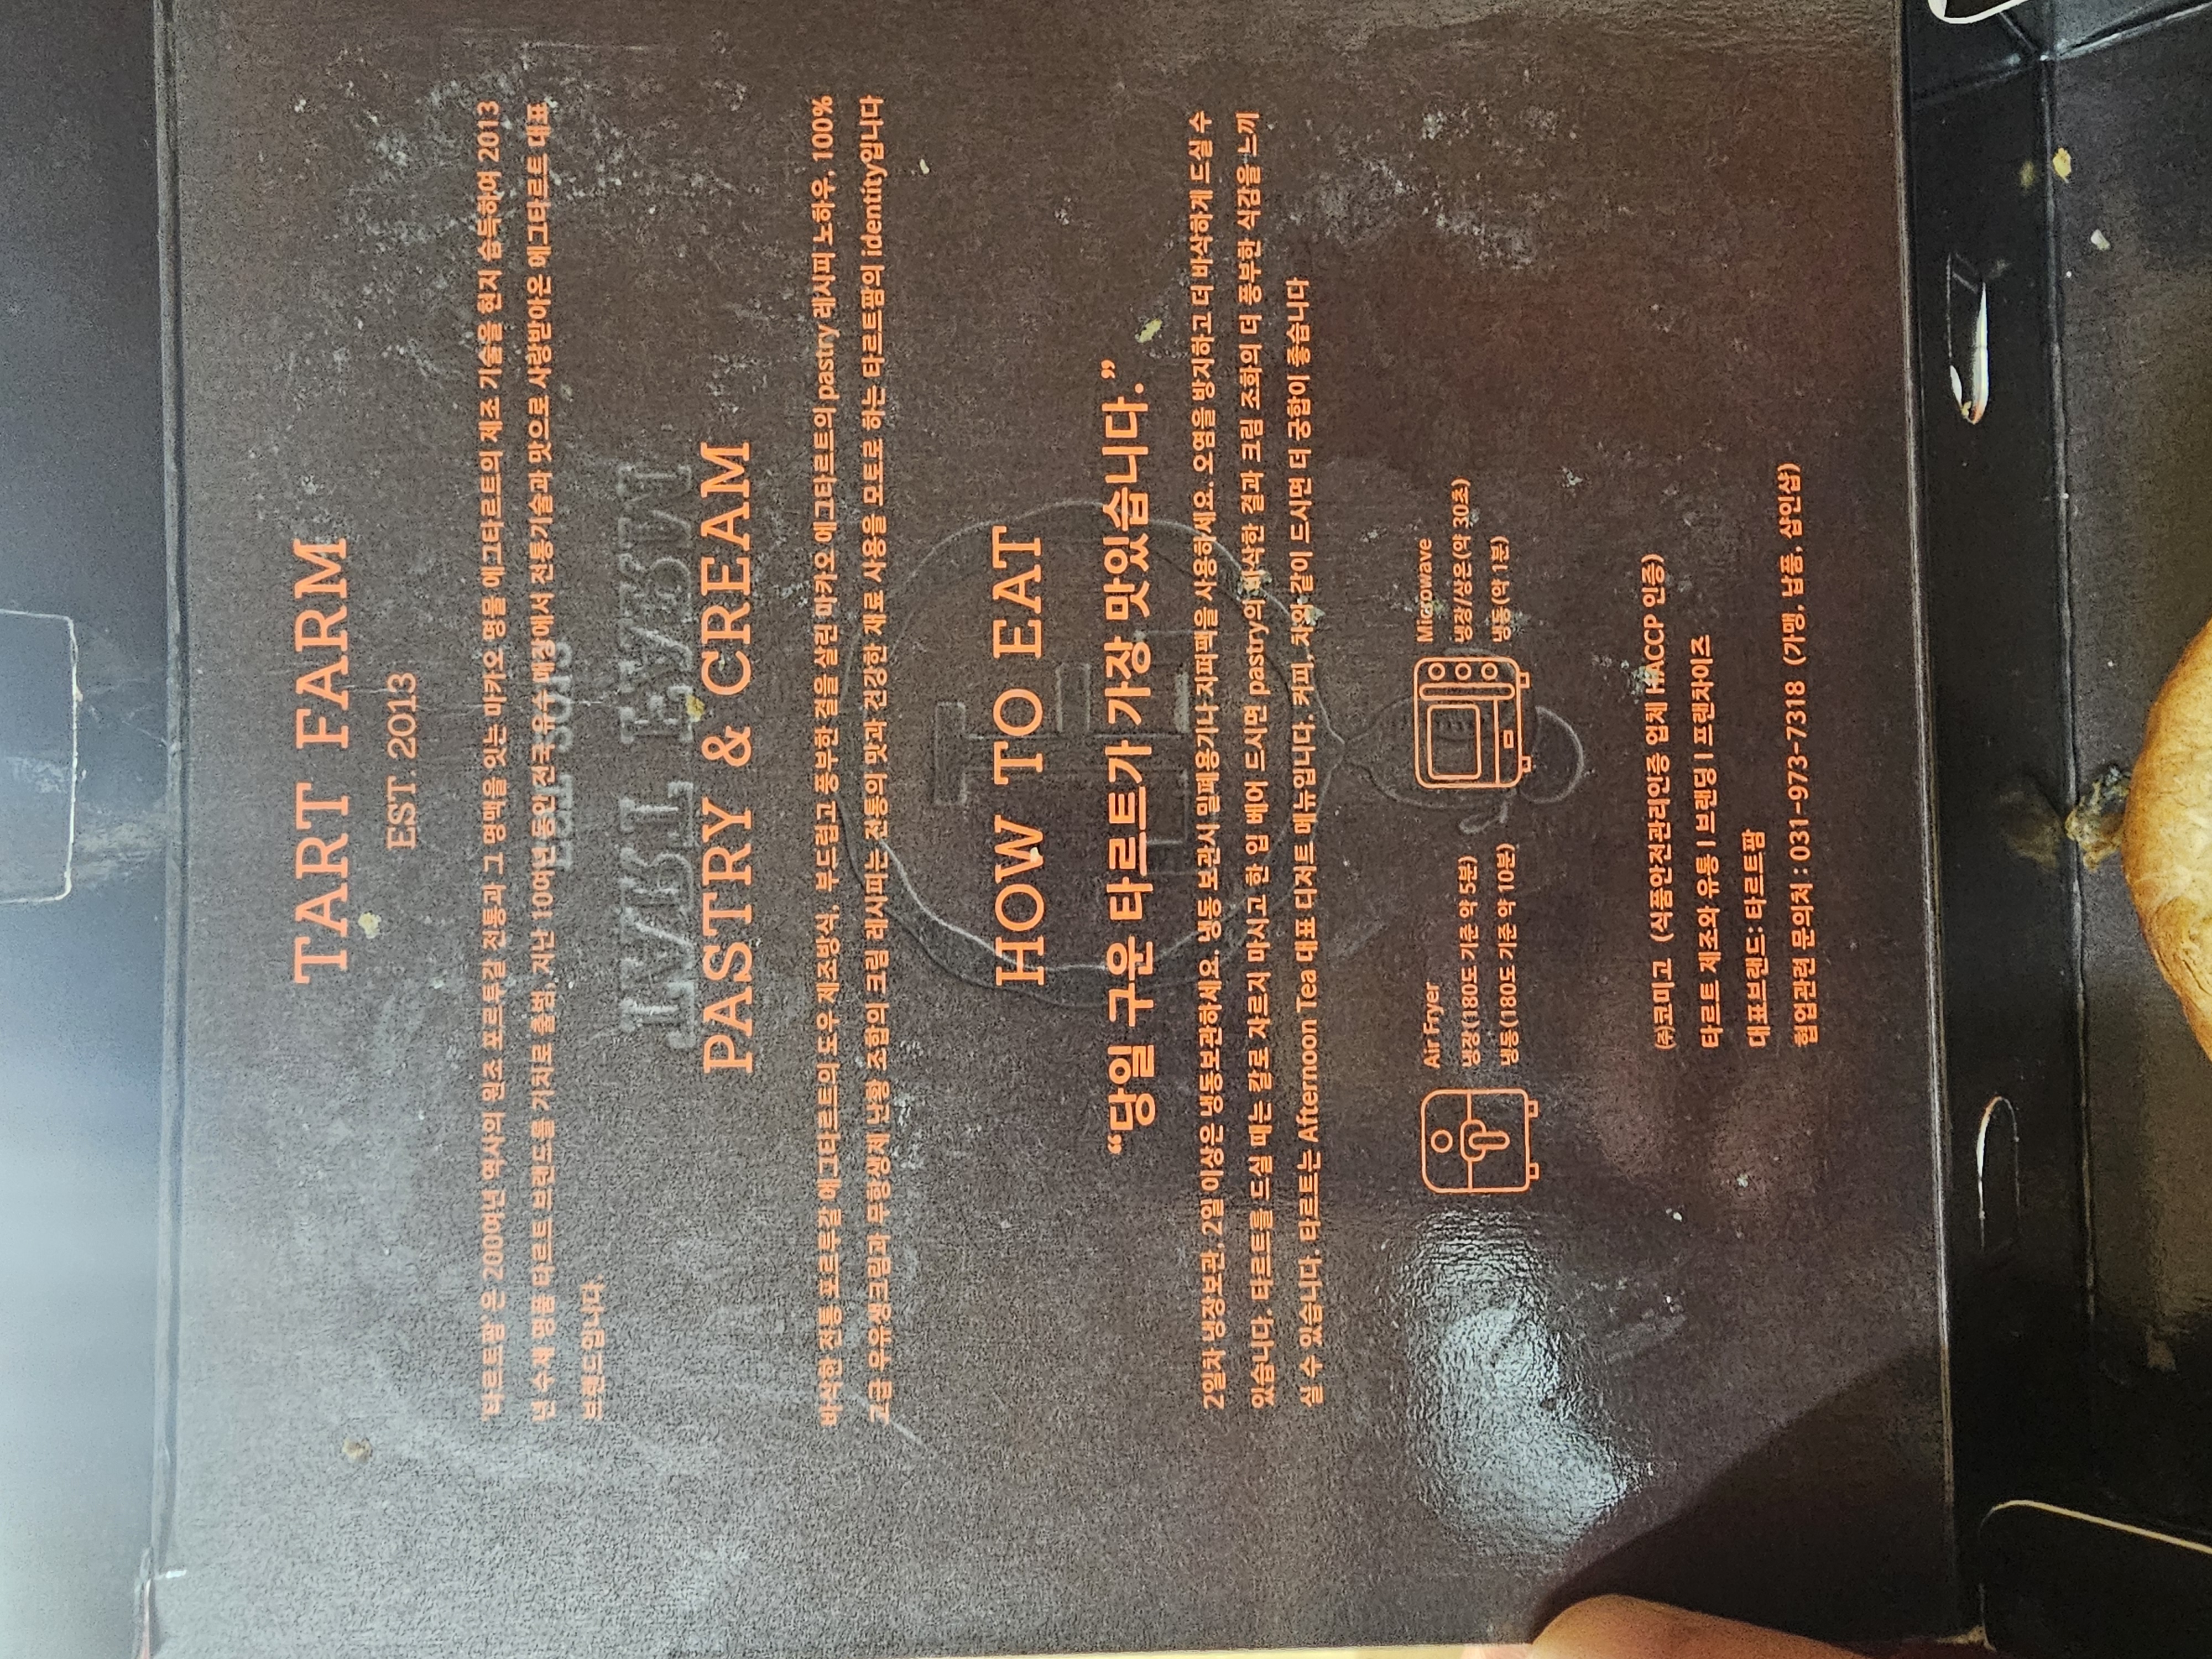 TART FARM
EST. 2013
'타르트팜' 은 2000여년 역사의 원조 포르투갈 전통과 그 명맥을 잇는 마카오 명물 에그타르트의 제조 기술을 현지 습득하여 2013
년 수제 명품 타르트 브랜드를 기치로 출범, 지난 10여년 동안 전국 유수 매장에서 전통기술과 맛으로 사랑받아온 에그타르트 대표
브랜드입니다.
TART FARM
PASTRY & CREAM
바삭한 전통 포르투갈 에그타르트의 도우 제조방식, 부드럽고 풍부한 결을 살린 마카오 에그타르트의 pastry 레시피 노하우, 100%
고급 우유생크림과 무항생제 난황 조합의 크림 레시피는 전통의 맛과 건강한 재료 사용을 모토로 하는 타르트팜의 identity입니다
HOW TO EAT
“당일 구운 타르트가 가장 맛있습니다.”
2일차 냉장보관, 2일 이상은 냉동보관하세요. 냉동 보관시 밀폐용기나 지퍼팩을 사용하세요. 오염을 방지하고 더 바삭하게 드실 수
있습니다. 타르트를 드실 때는 칼로 자르지 마시고 한 입 베어 드시면 pastry의 바삭한 결과 크림 조화의 더 풍부한 식감을 느끼
실 수 있습니다. 타르트는 Afternoon Tea 대표 디저트 메뉴입니다. 커피, 차와 같이 드시면 더 궁합이 좋습니다
Air Fryer
냉장(180도 기준 약 5분)
냉동(180도 기준 약 10분)
Microwave
냉장/상온(약 30초)
냉동(약 1분)
(주)코미고 (식품안전관리인증 업체 HACCP 인증)
타르트 제조와 유통 I 브랜딩 I 프랜차이즈
대표브랜드: 타르트팜
협업관련 문의처 : 031-973-7318 (가맹, 납품, 샵인샵)